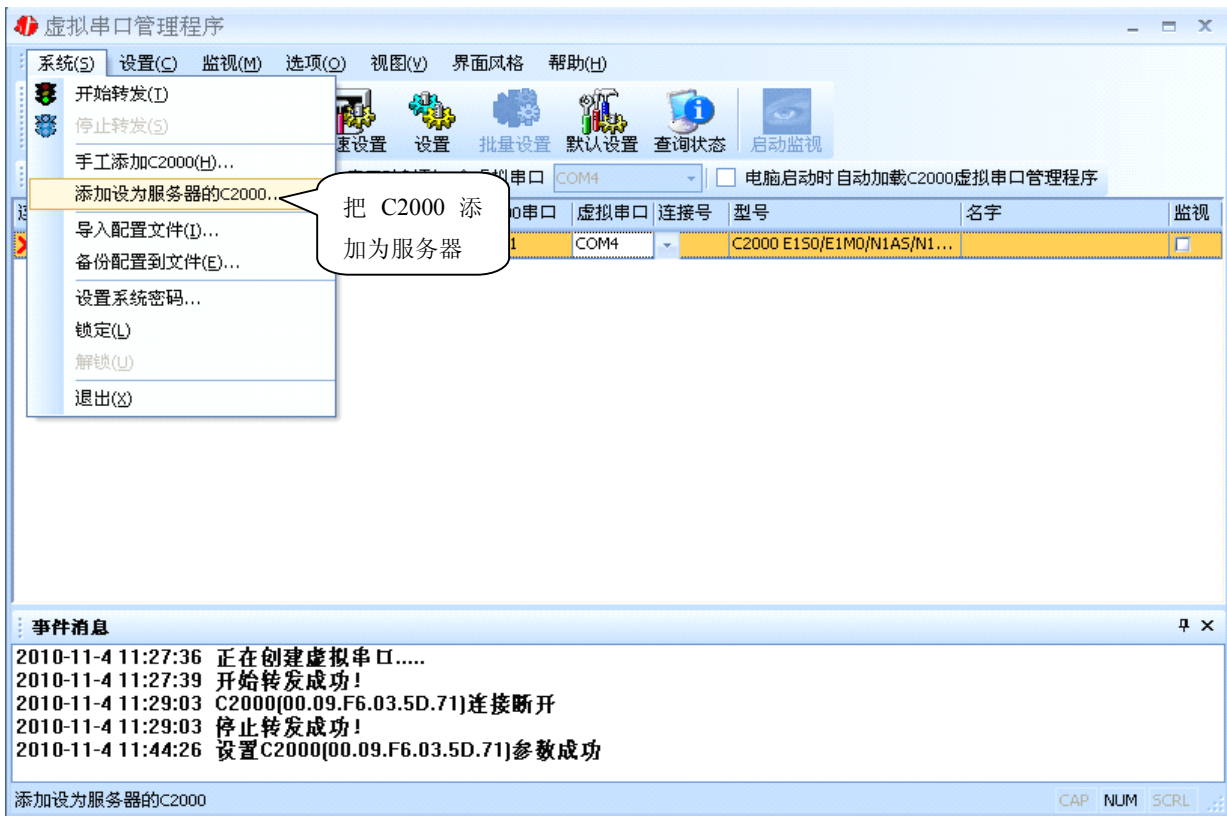 虚拟串口管理程序
系统(S) 设置(C) 监视(M) 选项(O) 视图(V) 界面风格 帮助(H)
开始转发(T)
停止转发(S)
手工添加C2000(H)...
添加设为服务器的C2000...
导入配置文件(I)...
备份配置到文件(E)...
设置系统密码...
锁定(L)
解锁(U)
退出(X)
速设置 设置 批量设置 默认设置 查询状态 启动监视
虚拟串口 COM4 电脑启动时自动加载C2000虚拟串口管理程序
把 C2000 添
加为服务器
0串口 虚拟串口 连接号 型号 名字 监视
1 COM4 C2000 E1S0/E1M0/N1A5/N1...
事件消息
2010-11-4 11:27:36 正在创建虚拟串口.....
2010-11-4 11:27:39 开始转发成功!
2010-11-4 11:29:03 C2000(00.09.F6.03.5D.71)连接断开
2010-11-4 11:29:03 停止转发成功!
2010-11-4 11:44:26 设置C2000(00.09.F6.03.5D.71)参数成功
添加设为服务器的C2000
CAP NUM SCRL